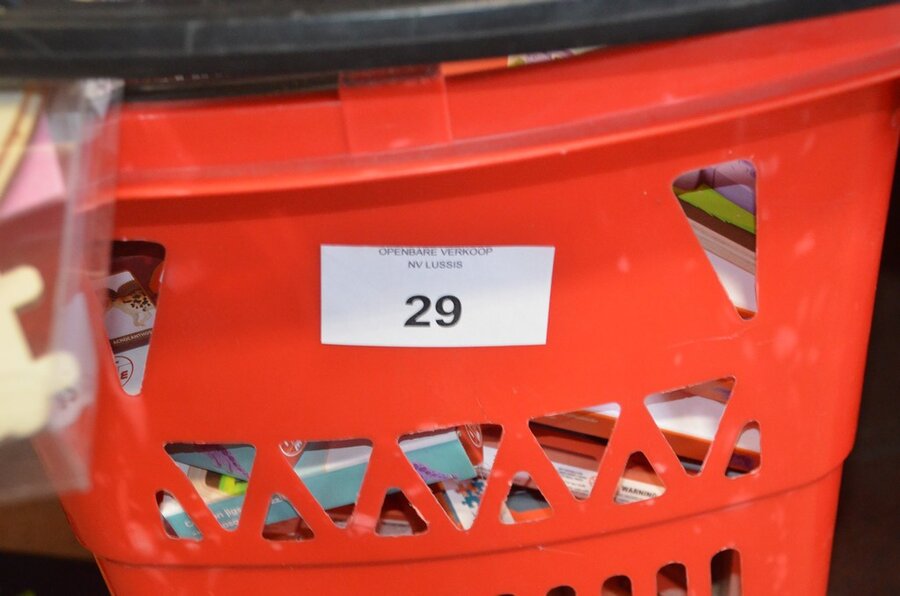 OPENBARE VERKOOP
NV LUSSIS
29
WARNING